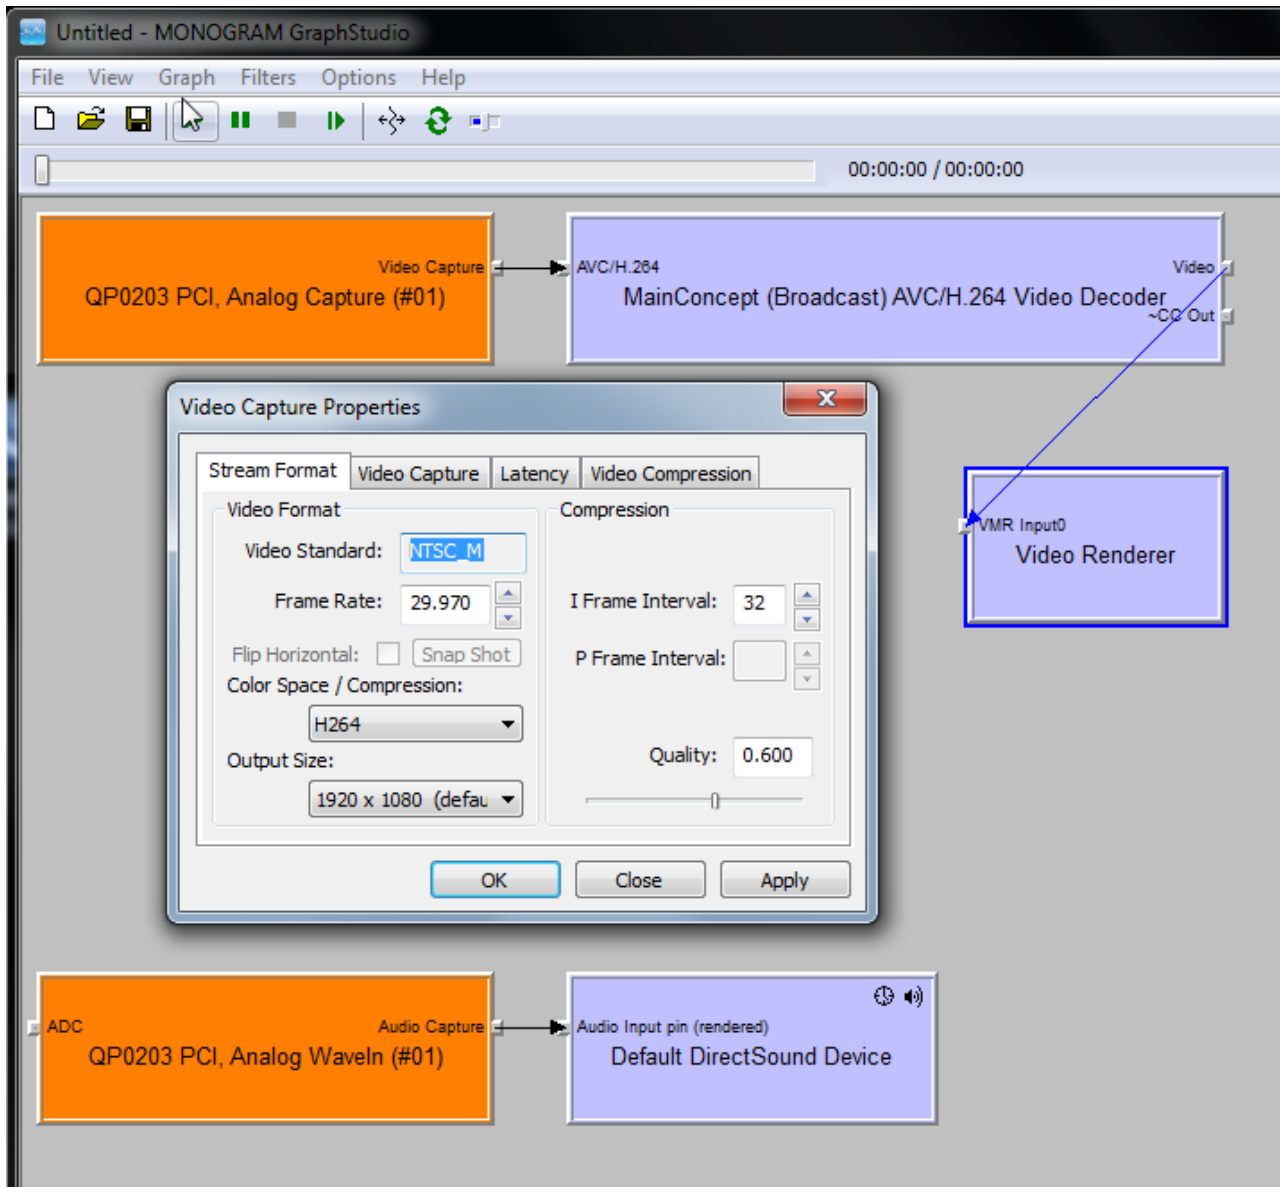 Untitled - MONOGRAM GraphStudio
File View Graph Filters Options Help
00:00:00 / 00:00:00
Video Capture
QP0203 PCI, Analog Capture (#01)
AVC/H.264
Video
MainConcept (Broadcast) AVC/H.264 Video Decoder
~CC Out
Video Capture Properties
Stream Format Video Capture Latency Video Compression
Video Format
Compression
Video Standard: NTSC_M
Frame Rate: 29.970
I Frame Interval: 32
Flip Horizontal: Snap Shot
P Frame Interval:
Color Space / Compression:
H264
Output Size:
Quality: 0.600
1920 x 1080 (defau
OK Close Apply
VMR Input0
Video Renderer
ADC
Audio Capture
QP0203 PCI, Analog WaveIn (#01)
Audio Input pin (rendered)
Default DirectSound Device